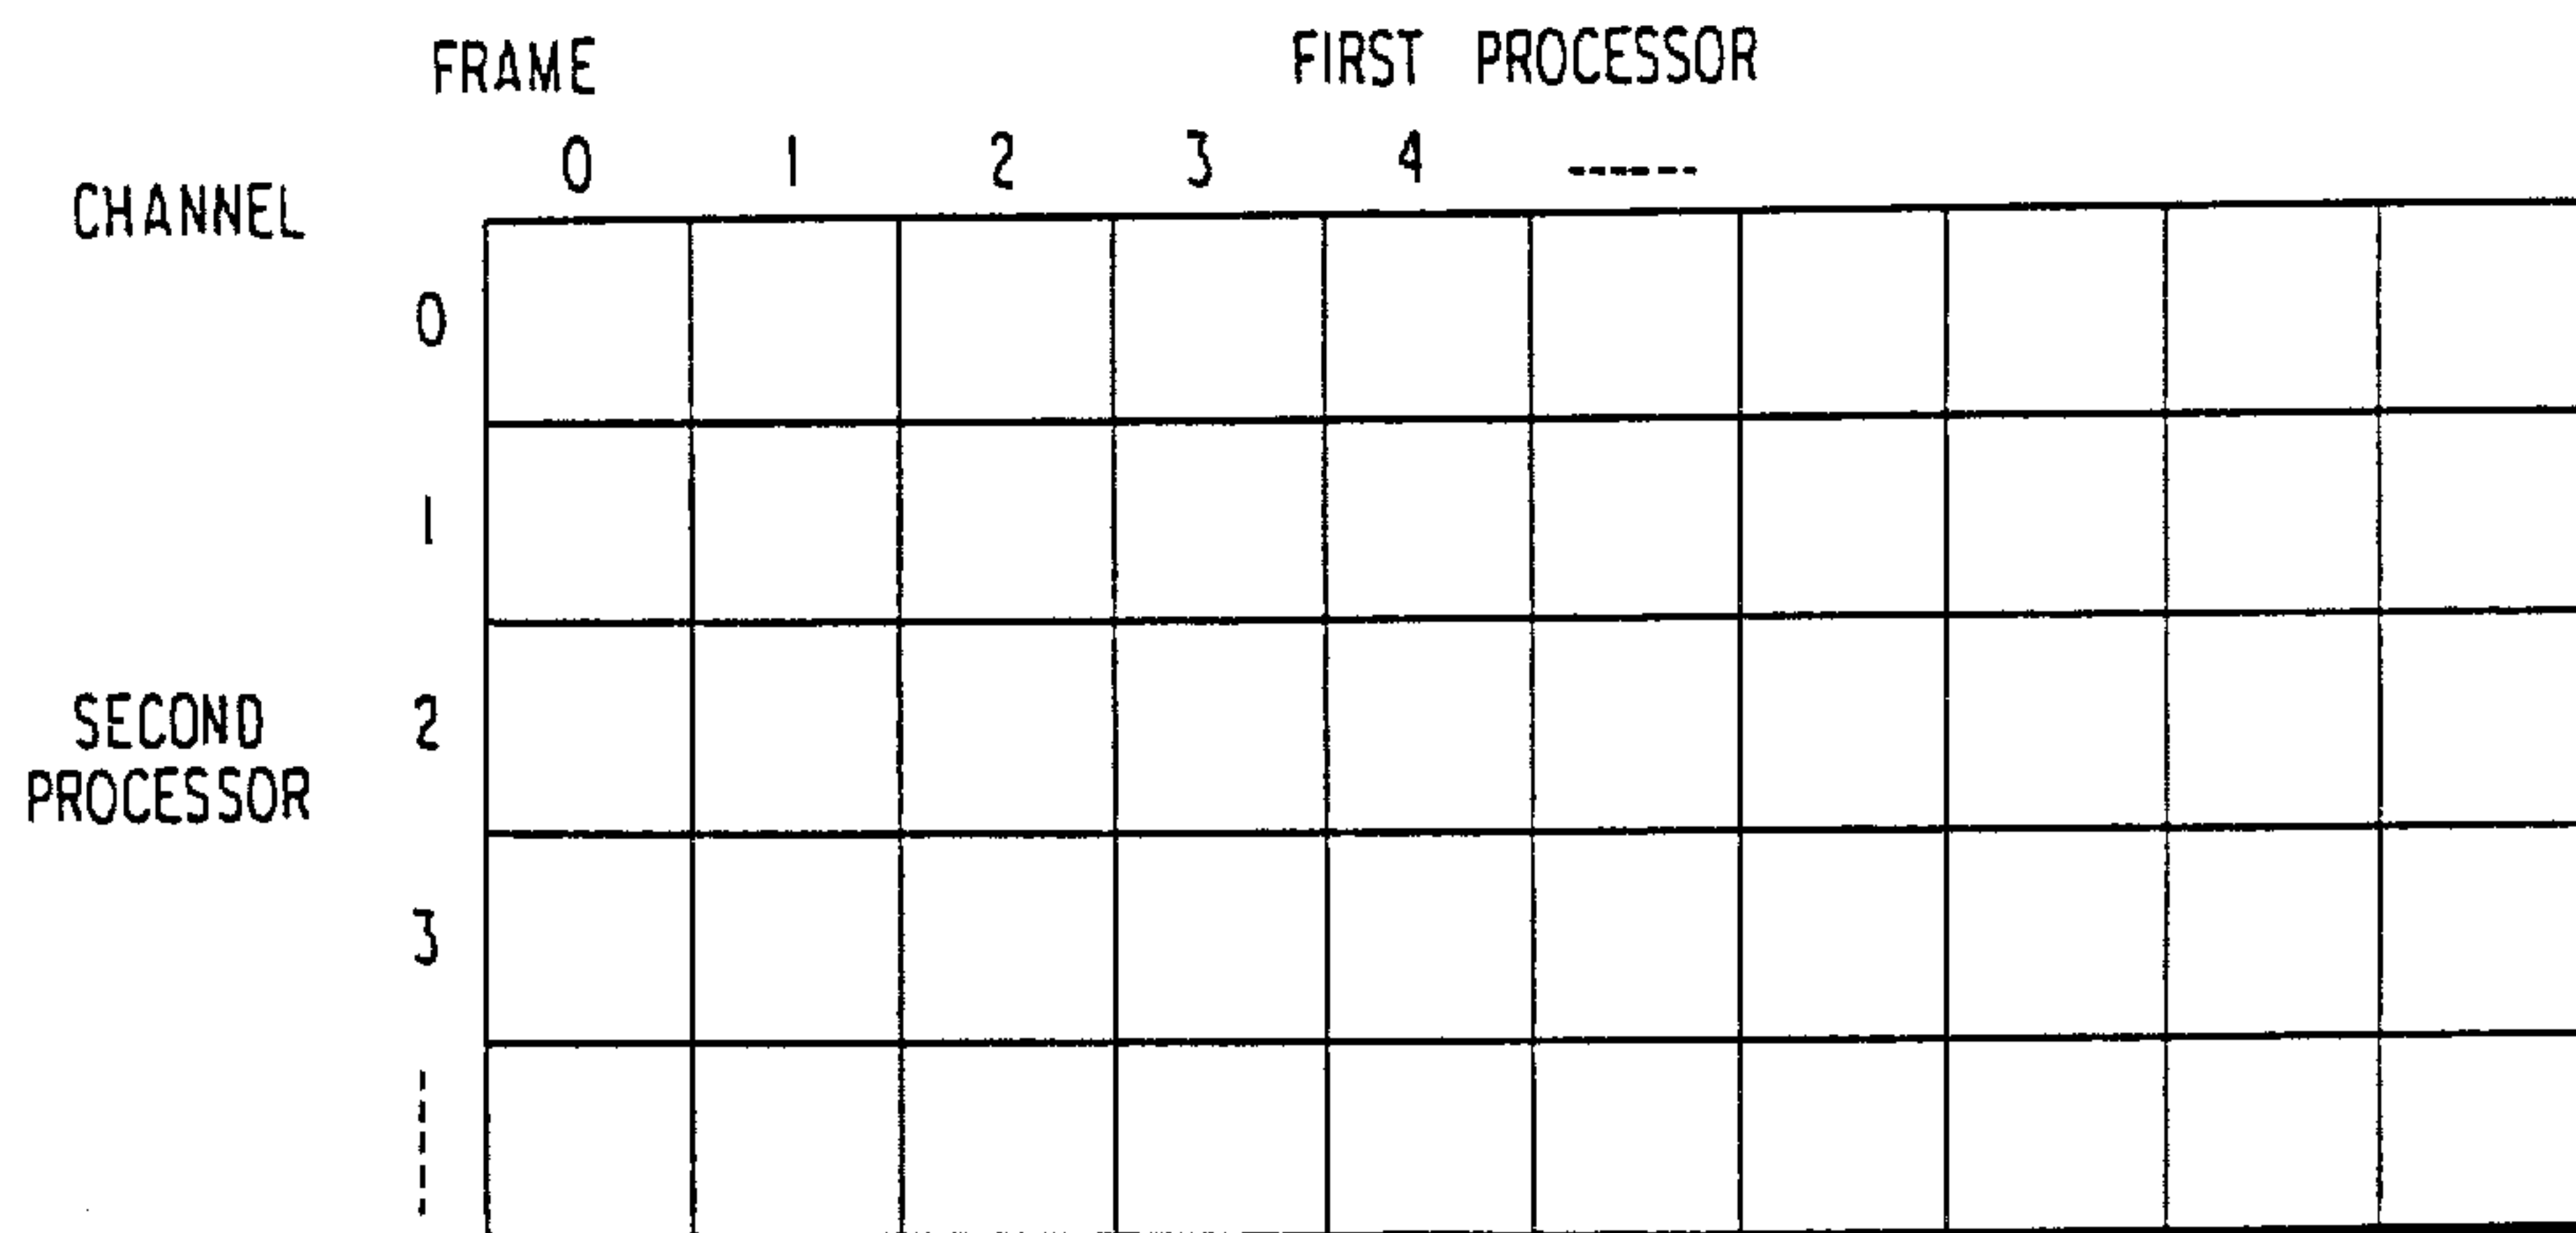 FRAME FIRST PROCESSOR
0 1 2 3 4 ------
CHANNEL
0
1
SECOND
PROCESSOR
2
3